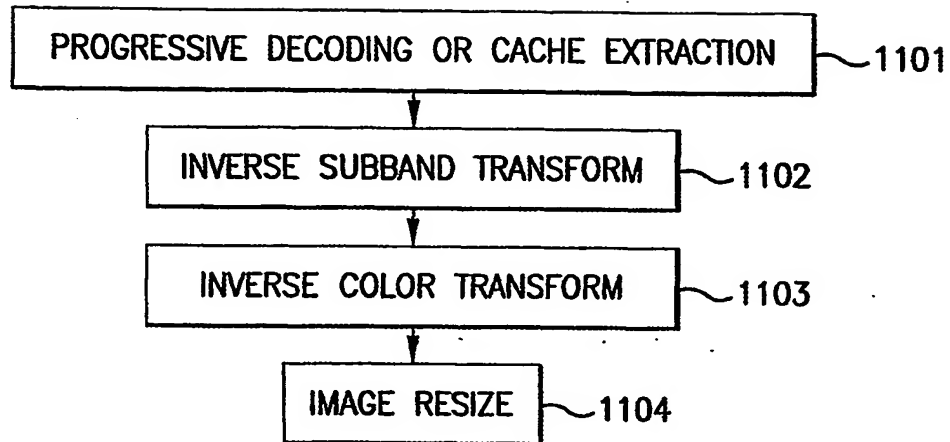 PROGRESSIVE DECODING OR CACHE EXTRACTION 1101
INVERSE SUBBAND TRANSFORM 1102
INVERSE COLOR TRANSFORM 1103
IMAGE RESIZE 1104